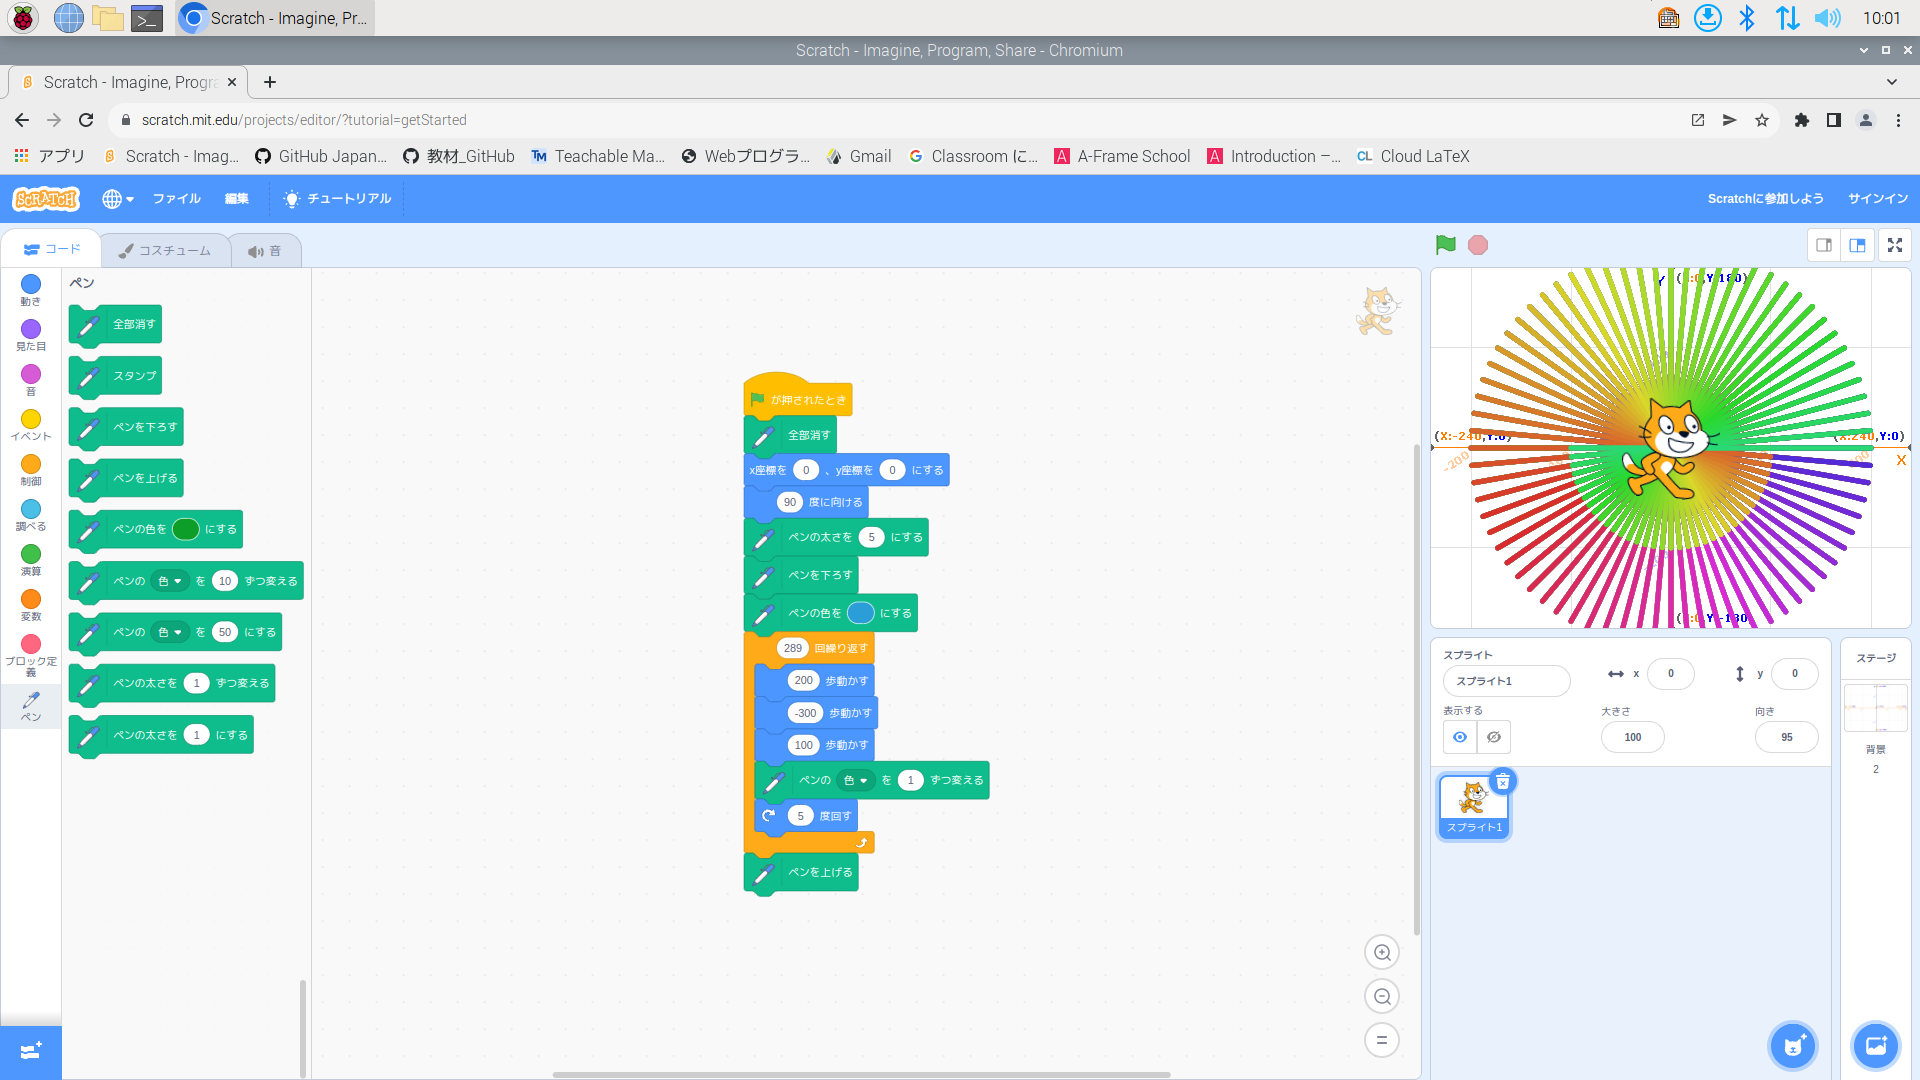 Scratch - Imagine, Pr...
10:01
Scratch - Imagine, Program, Share - Chromium
Scratch - Imagine, Progra
scratch.mit.edu/projects/editor/?tutorial=getStarted
アプリ
Scratch - Imag...
GitHub Japan...
教材_GitHub
TM Teachable Ma...
Webプログラ...
Gmail
G Classroom に...
A A-Frame School
A Introduction –...
CL Cloud LaTeX
SCRATCH
ファイル
編集
チュートリアル
Scratchに参加しよう
サインイン
コード
コスチューム
音
動き
見た目
音
イベント
制御
調べる
演算
変数
ブロック定義
ペン
ペン
全部消す
スタンプ
ペンを下ろす
ペンを上げる
ペンの色を にする
ペンの 色 を 10 ずつ変える
ペンの 色 を 50 にする
ペンの太さを 1 ずつ変える
ペンの太さを 1 にする
が押されたとき
全部消す
x座標を 0 、y座標を 0 にする
90 度に向ける
ペンの太さを 5 にする
ペンを下ろす
ペンの色を にする
289 回繰り返す
200 歩動かす
-300 歩動かす
100 歩動かす
ペンの 色 を 1 ずつ変える
5 度回す
ペンを上げる
Y (X:0,Y:180)
(X:-240,Y:0)
(X:240,Y:0)
-200
X
(X:0,Y:-180)
スプライト
スプライト1
x 0
y 0
表示する
大きさ
100
向き
95
スプライト1
ステージ
背景
2